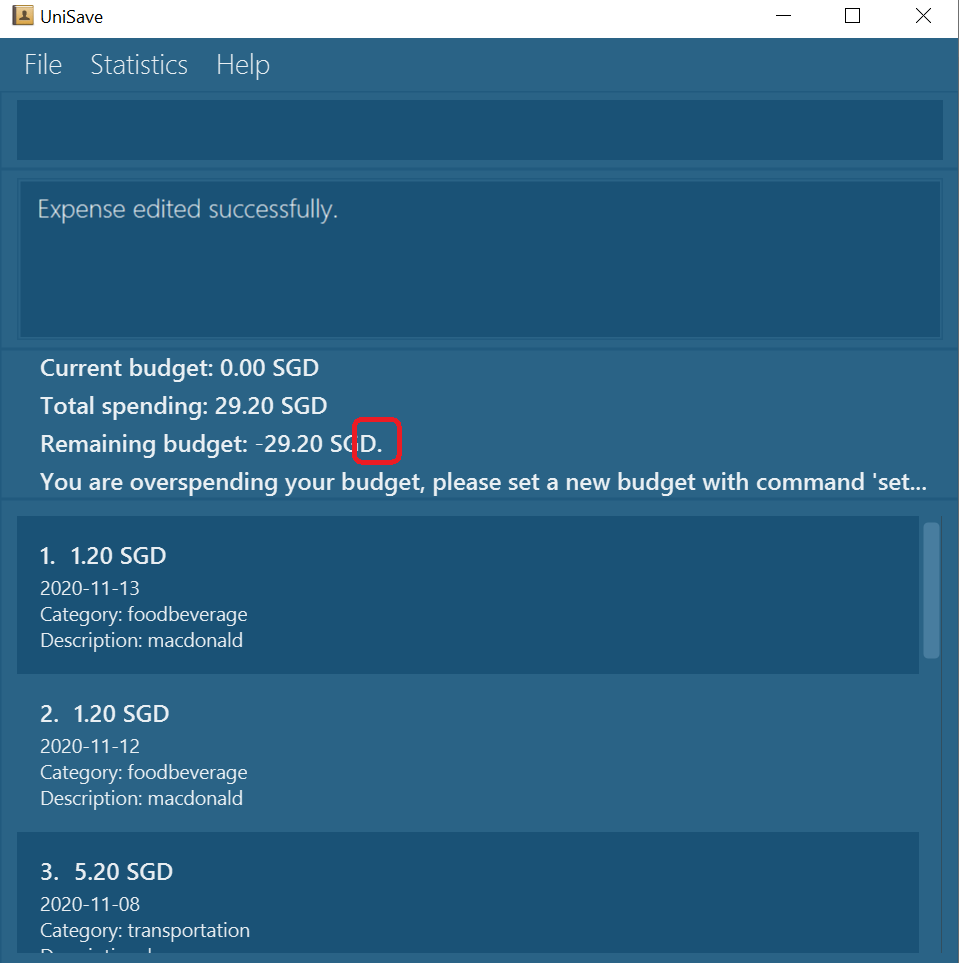 UniSave
File Statistics Help
Expense edited successfully.
Current budget: 0.00 SGD
Total spending: 29.20 SGD
Remaining budget: -29.20 SGD.
You are overspending your budget, please set a new budget with command 'set...
1. 1.20 SGD
2020-11-13
Category: foodbeverage
Description: macdonald
2. 1.20 SGD
2020-11-12
Category: foodbeverage
Description: macdonald
3. 5.20 SGD
2020-11-08
Category: transportation